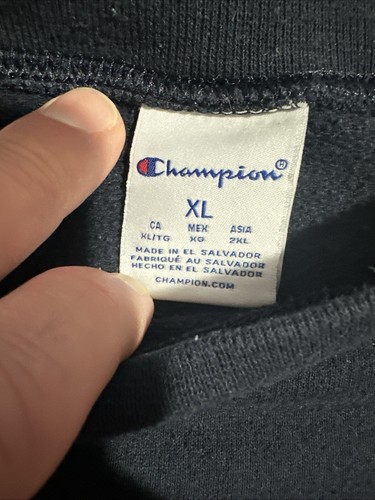 Champion®
XL
CA MEX ASIA
XL/TG XG 2XL
MADE IN EL SALVADOR
FABRIQUÉ AU SALVADOR
HECHO EN EL SALVADOR
CHAMPION.COM